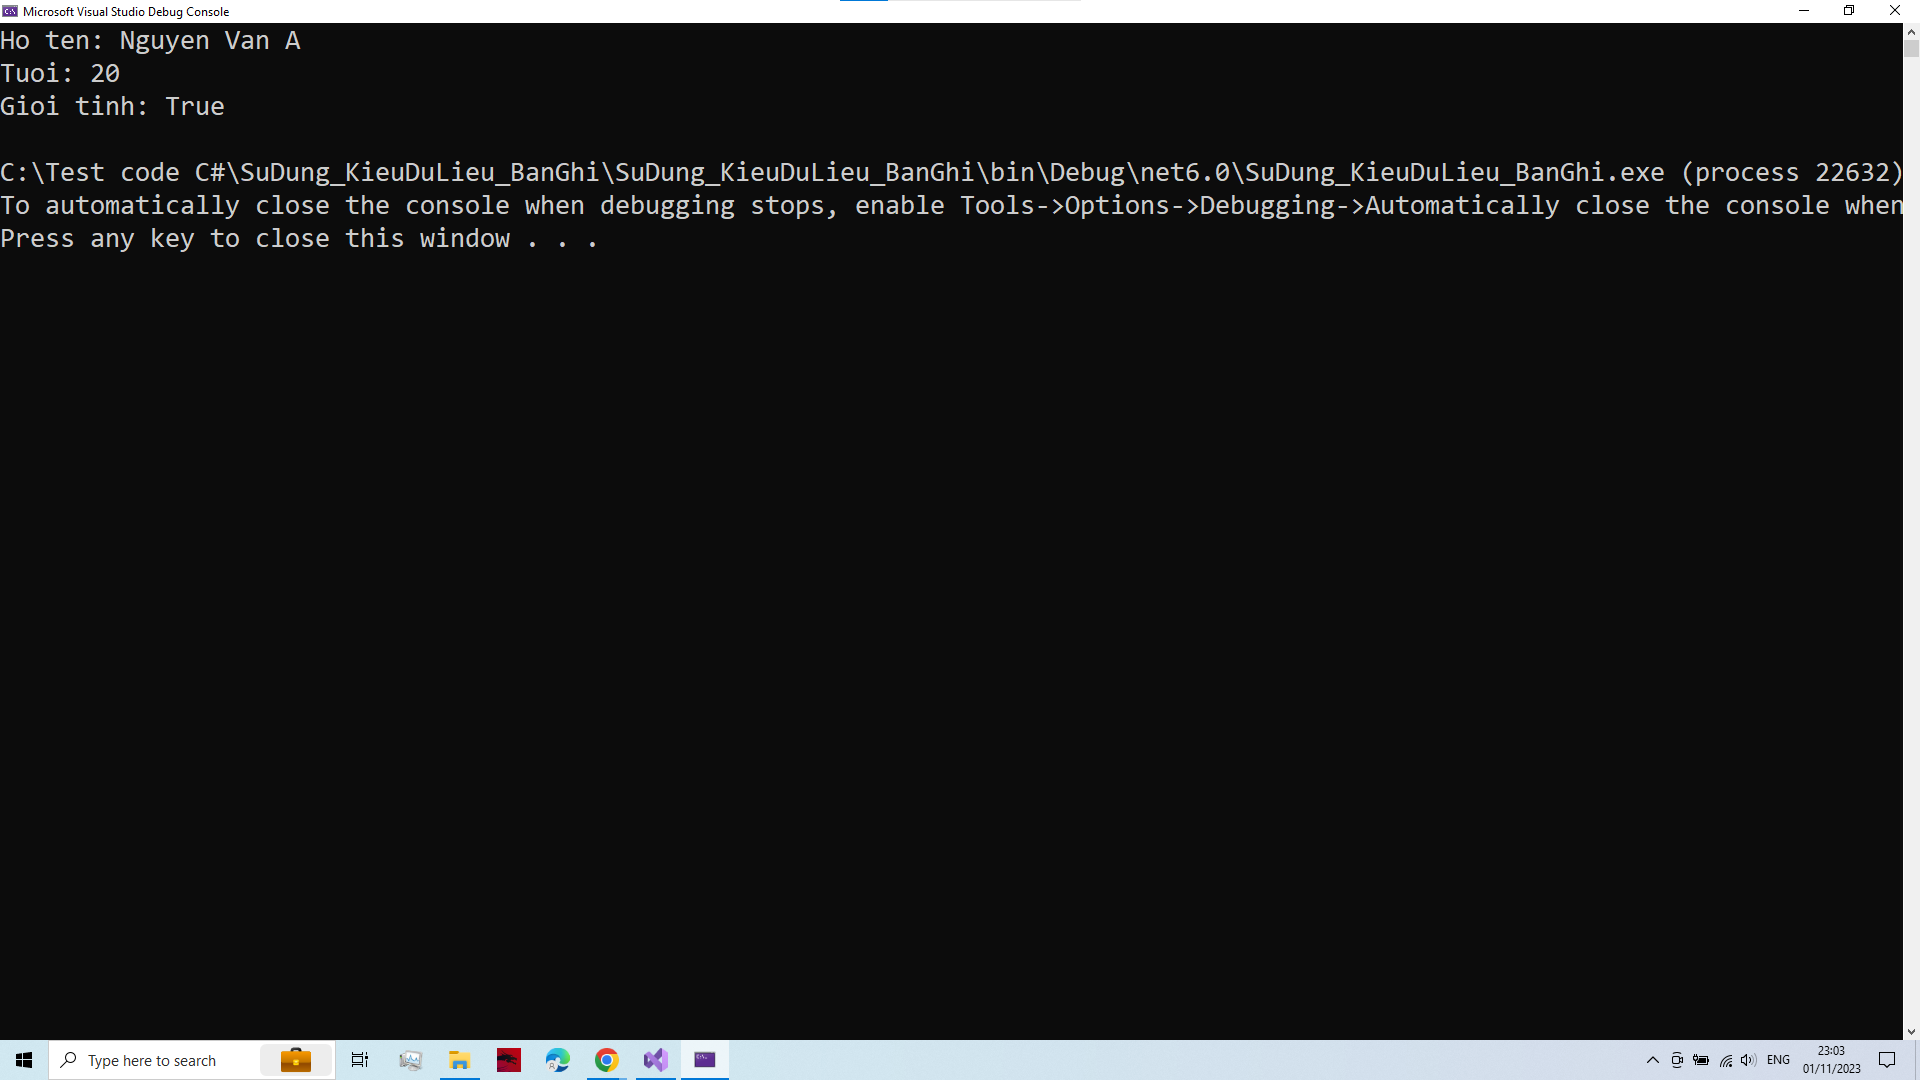 Microsoft Visual Studio Debug Console
Ho ten: Nguyen Van A
Tuoi: 20
Gioi tinh: True
C:\Test code C#\SuDung_KieuDuLieu_BanGhi\SuDung_KieuDuLieu_BanGhi\bin\Debug\net6.0\SuDung_KieuDuLieu_BanGhi.exe (process 22632)
To automatically close the console when debugging stops, enable Tools->Options->Debugging->Automatically close the console when
Press any key to close this window . . .
Type here to search
ENG
23:03
01/11/2023